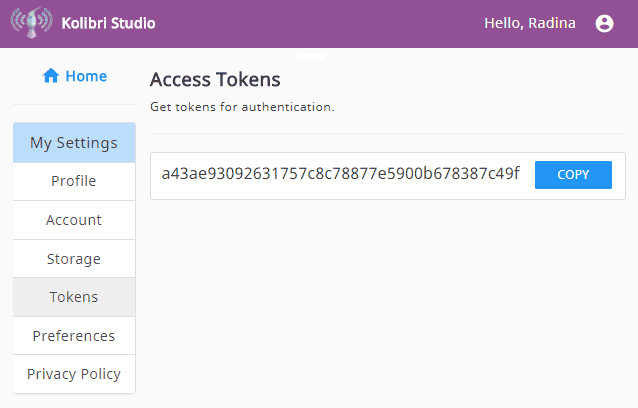 Kolibri Studio
Hello, Radina
Home
Access Tokens
Get tokens for authentication.
My Settings
Profile
Account
Storage
Tokens
Preferences
Privacy Policy
a43ae93092631757c8c78877e5900b678387c49f
COPY